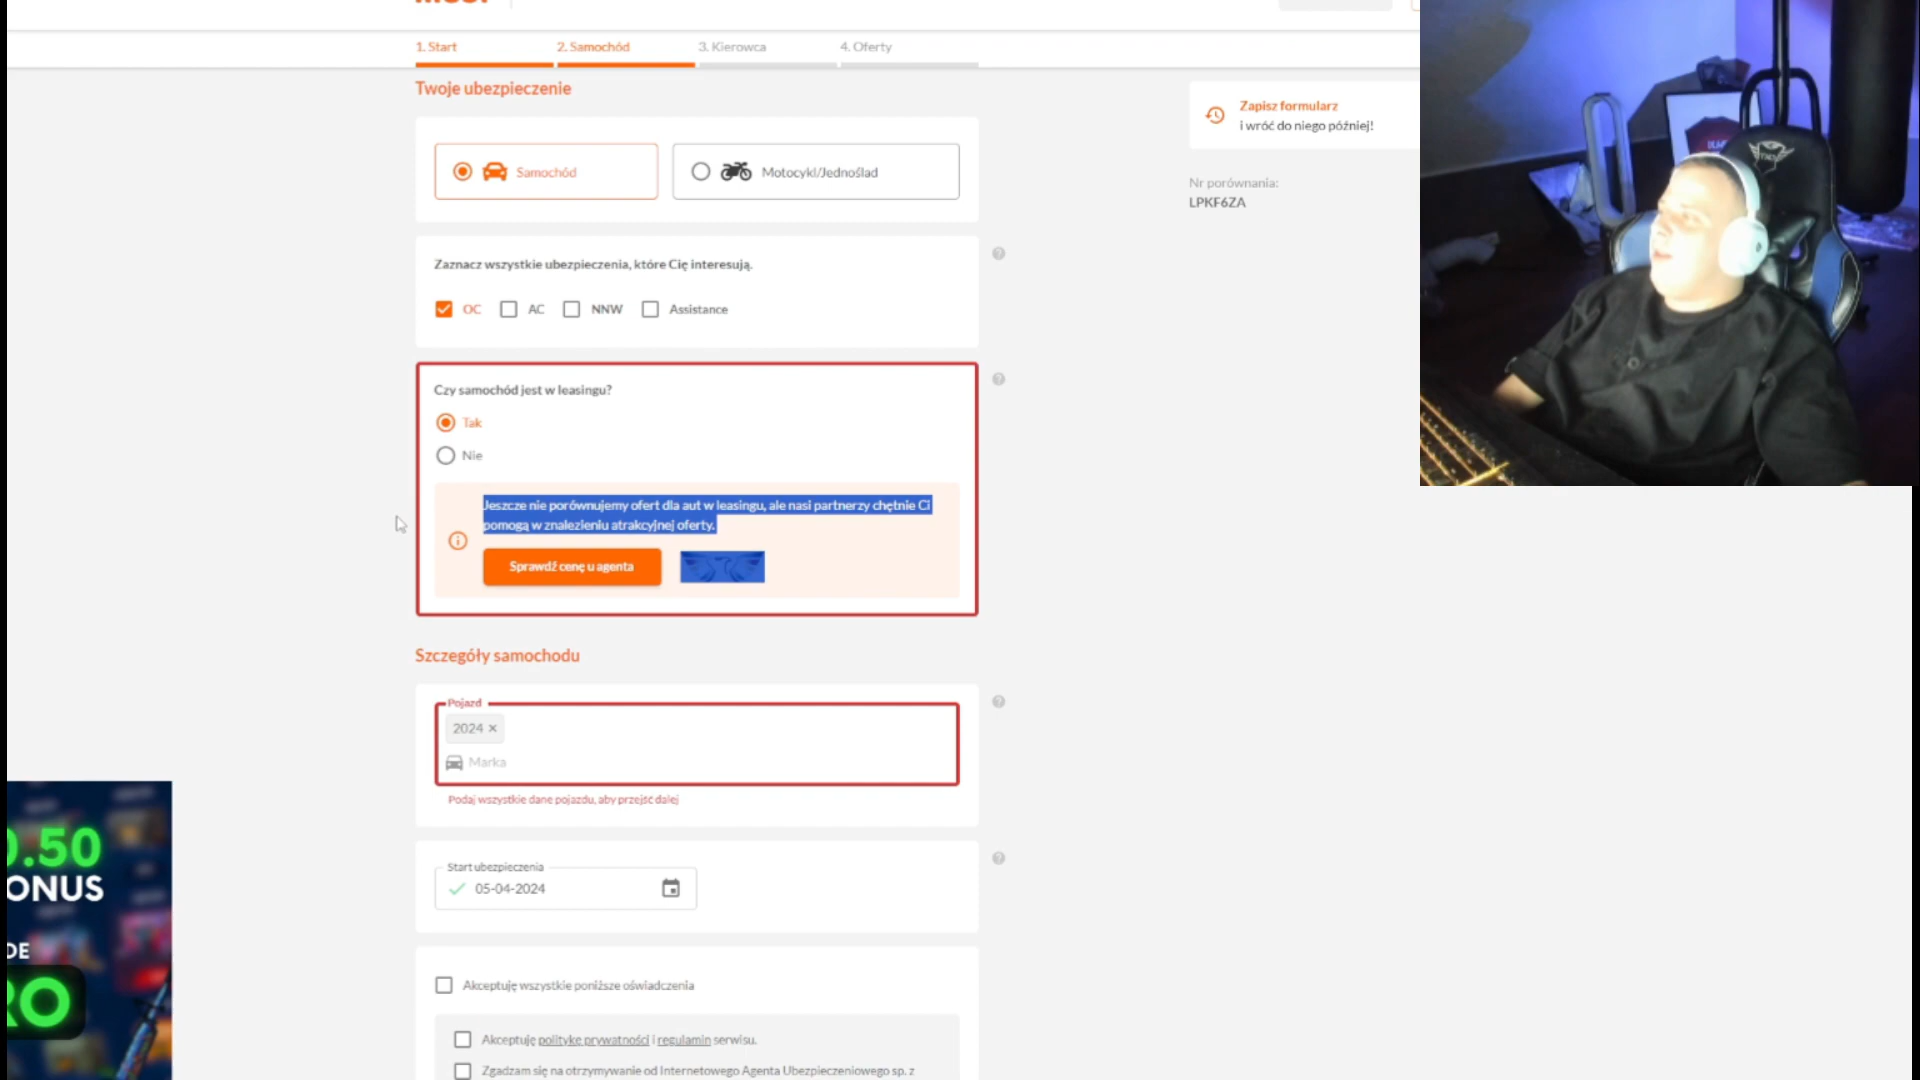 1. Start
2. Samochód
3. Kierowca
4. Oferty
Twoje ubezpieczenie
Samochód
Motocykl/Jednoślad
Zapisz formularz
i wróć do niego później!
Nr porównania:
LPKF6ZA
Zaznacz wszystkie ubezpieczenia, które Cię interesują.
OC
AC
NNW
Assistance
Czy samochód jest w leasingu?
Tak
Nie
Jeszcze nie porównujemy ofert dla aut w leasingu, ale nasi partnerzy chętnie Ci
pomogą w znalezieniu atrakcyjnej oferty.
Sprawdź cenę u agenta
Szczegóły samochodu
Pojazd
2024 ×
Marka
Podaj wszystkie dane pojazdu, aby przejść dalej
Start ubezpieczenia
05-04-2024
Akceptuję wszystkie poniższe oświadczenia
Akceptuję politykę prywatności i regulamin serwisu.
Zgadzam się na otrzymywanie od Internetowego Agenta Ubezpieczeniowego sp. z
0.50
ONUS
DE
RO